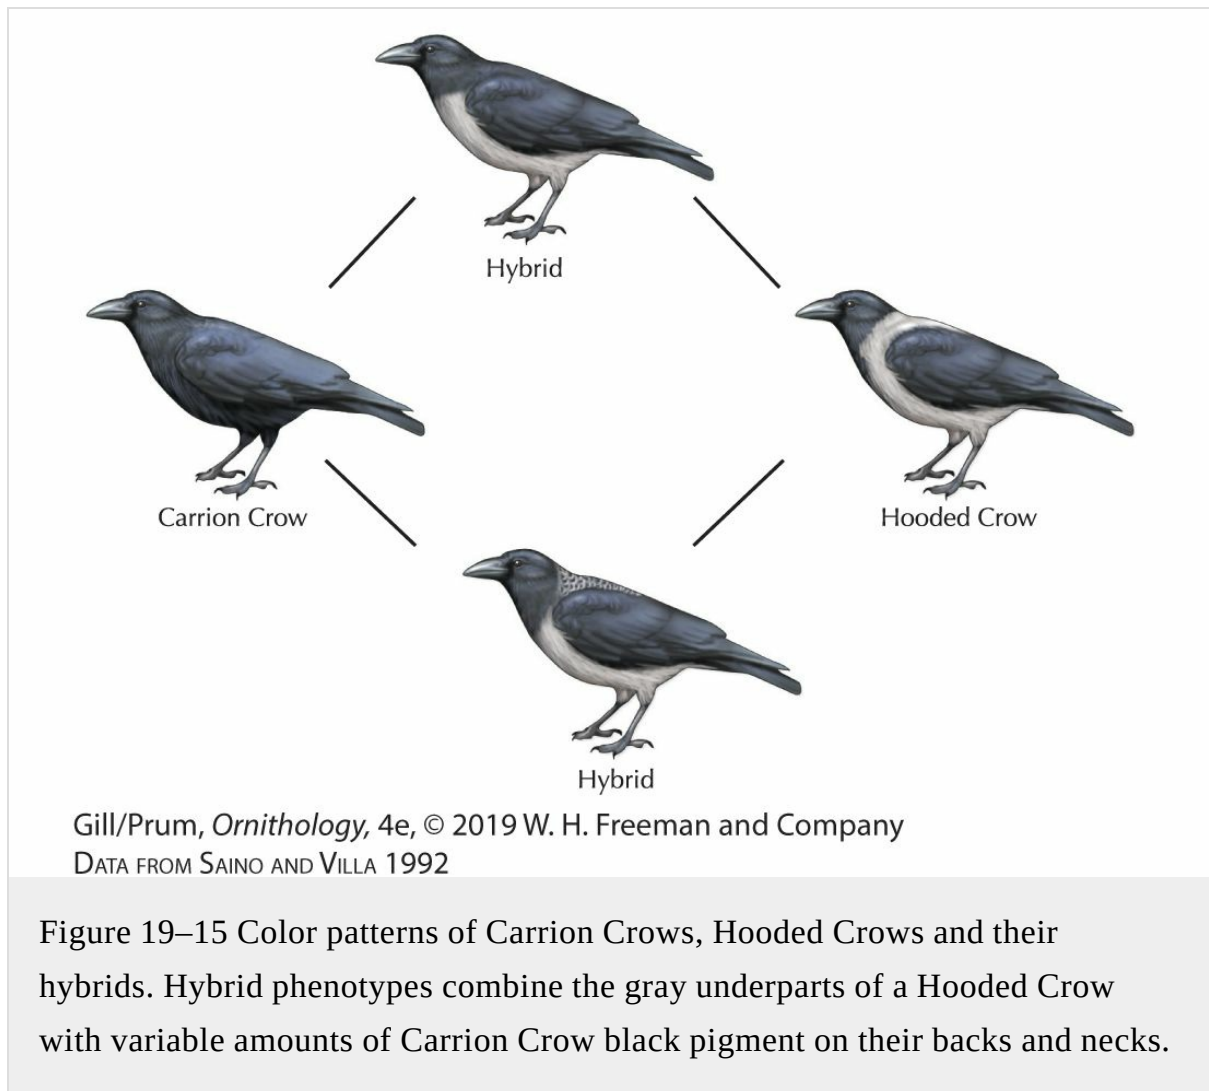 Hybrid
Carrion Crow
Hooded Crow
Hybrid
Gill/Prum, Ornithology, 4e, © 2019 W. H. Freeman and Company
DATA FROM SAINO AND VILLA 1992
Figure 19–15 Color patterns of Carrion Crows, Hooded Crows and their
hybrids. Hybrid phenotypes combine the gray underparts of a Hooded Crow
with variable amounts of Carrion Crow black pigment on their backs and necks.